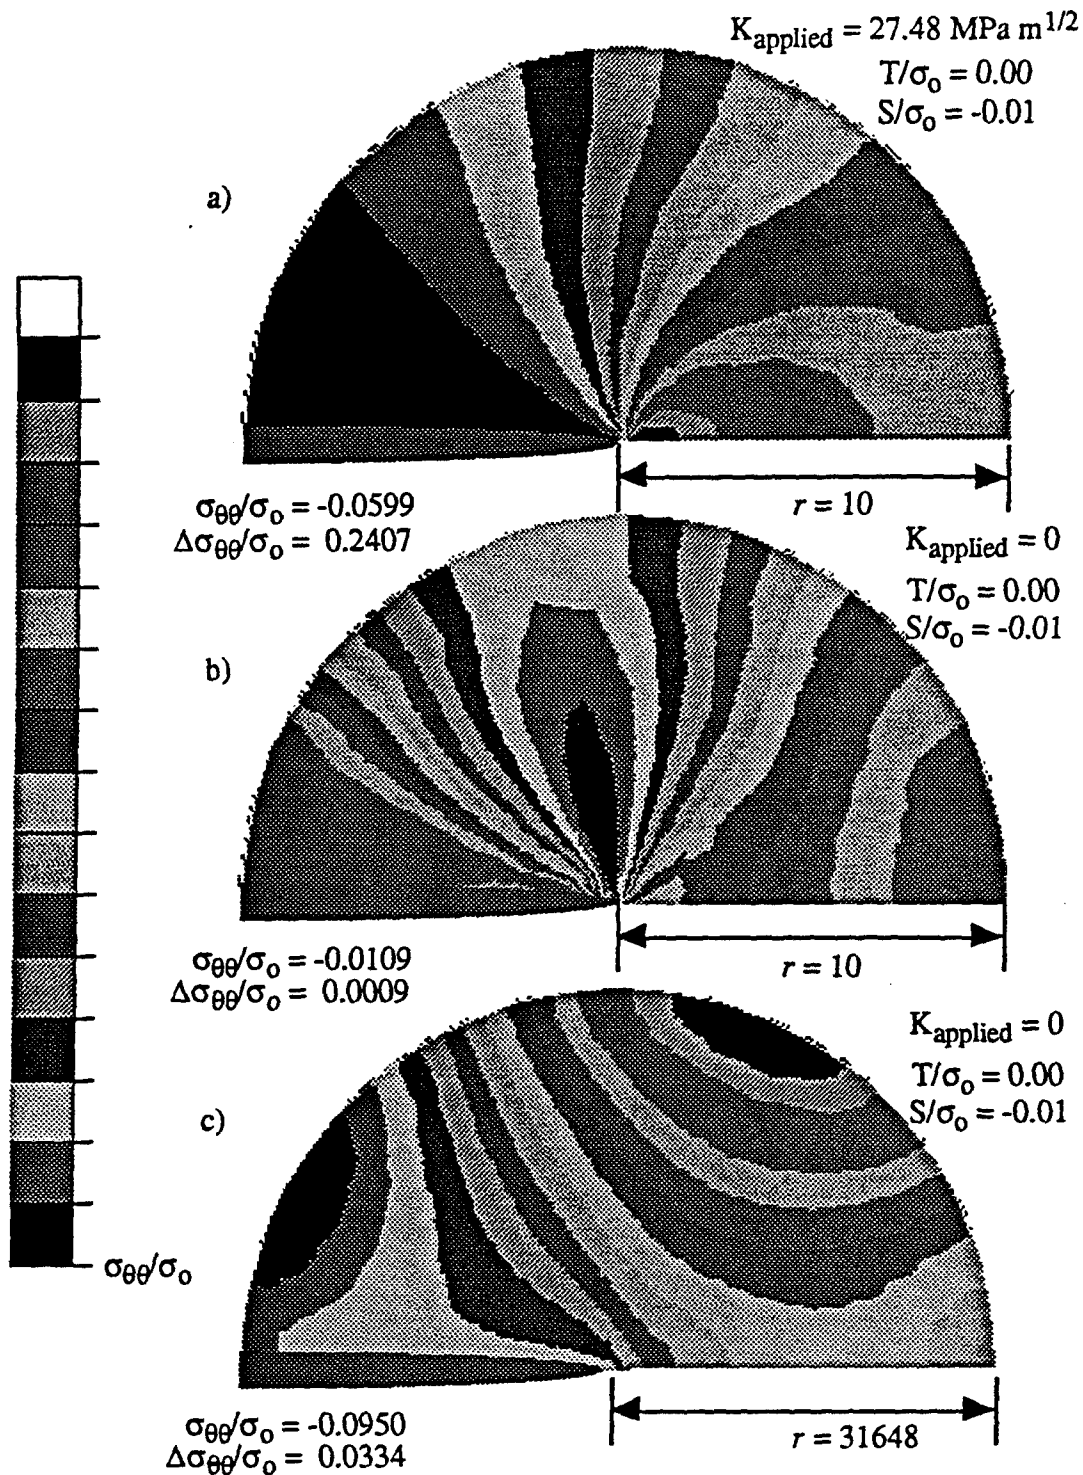 K_applied = 27.48 MPa m^1/2
T/σ_o = 0.00
S/σ_o = -0.01
a)
σ_θθ/σ_o = -0.0599
Δσ_θθ/σ_o = 0.2407
r = 10
K_applied = 0
T/σ_o = 0.00
S/σ_o = -0.01
b)
σ_θθ/σ_o = -0.0109
Δσ_θθ/σ_o = 0.0009
r = 10
K_applied = 0
T/σ_o = 0.00
S/σ_o = -0.01
c)
σ_θθ/σ_o
σ_θθ/σ_o = -0.0950
Δσ_θθ/σ_o = 0.0334
r = 31648